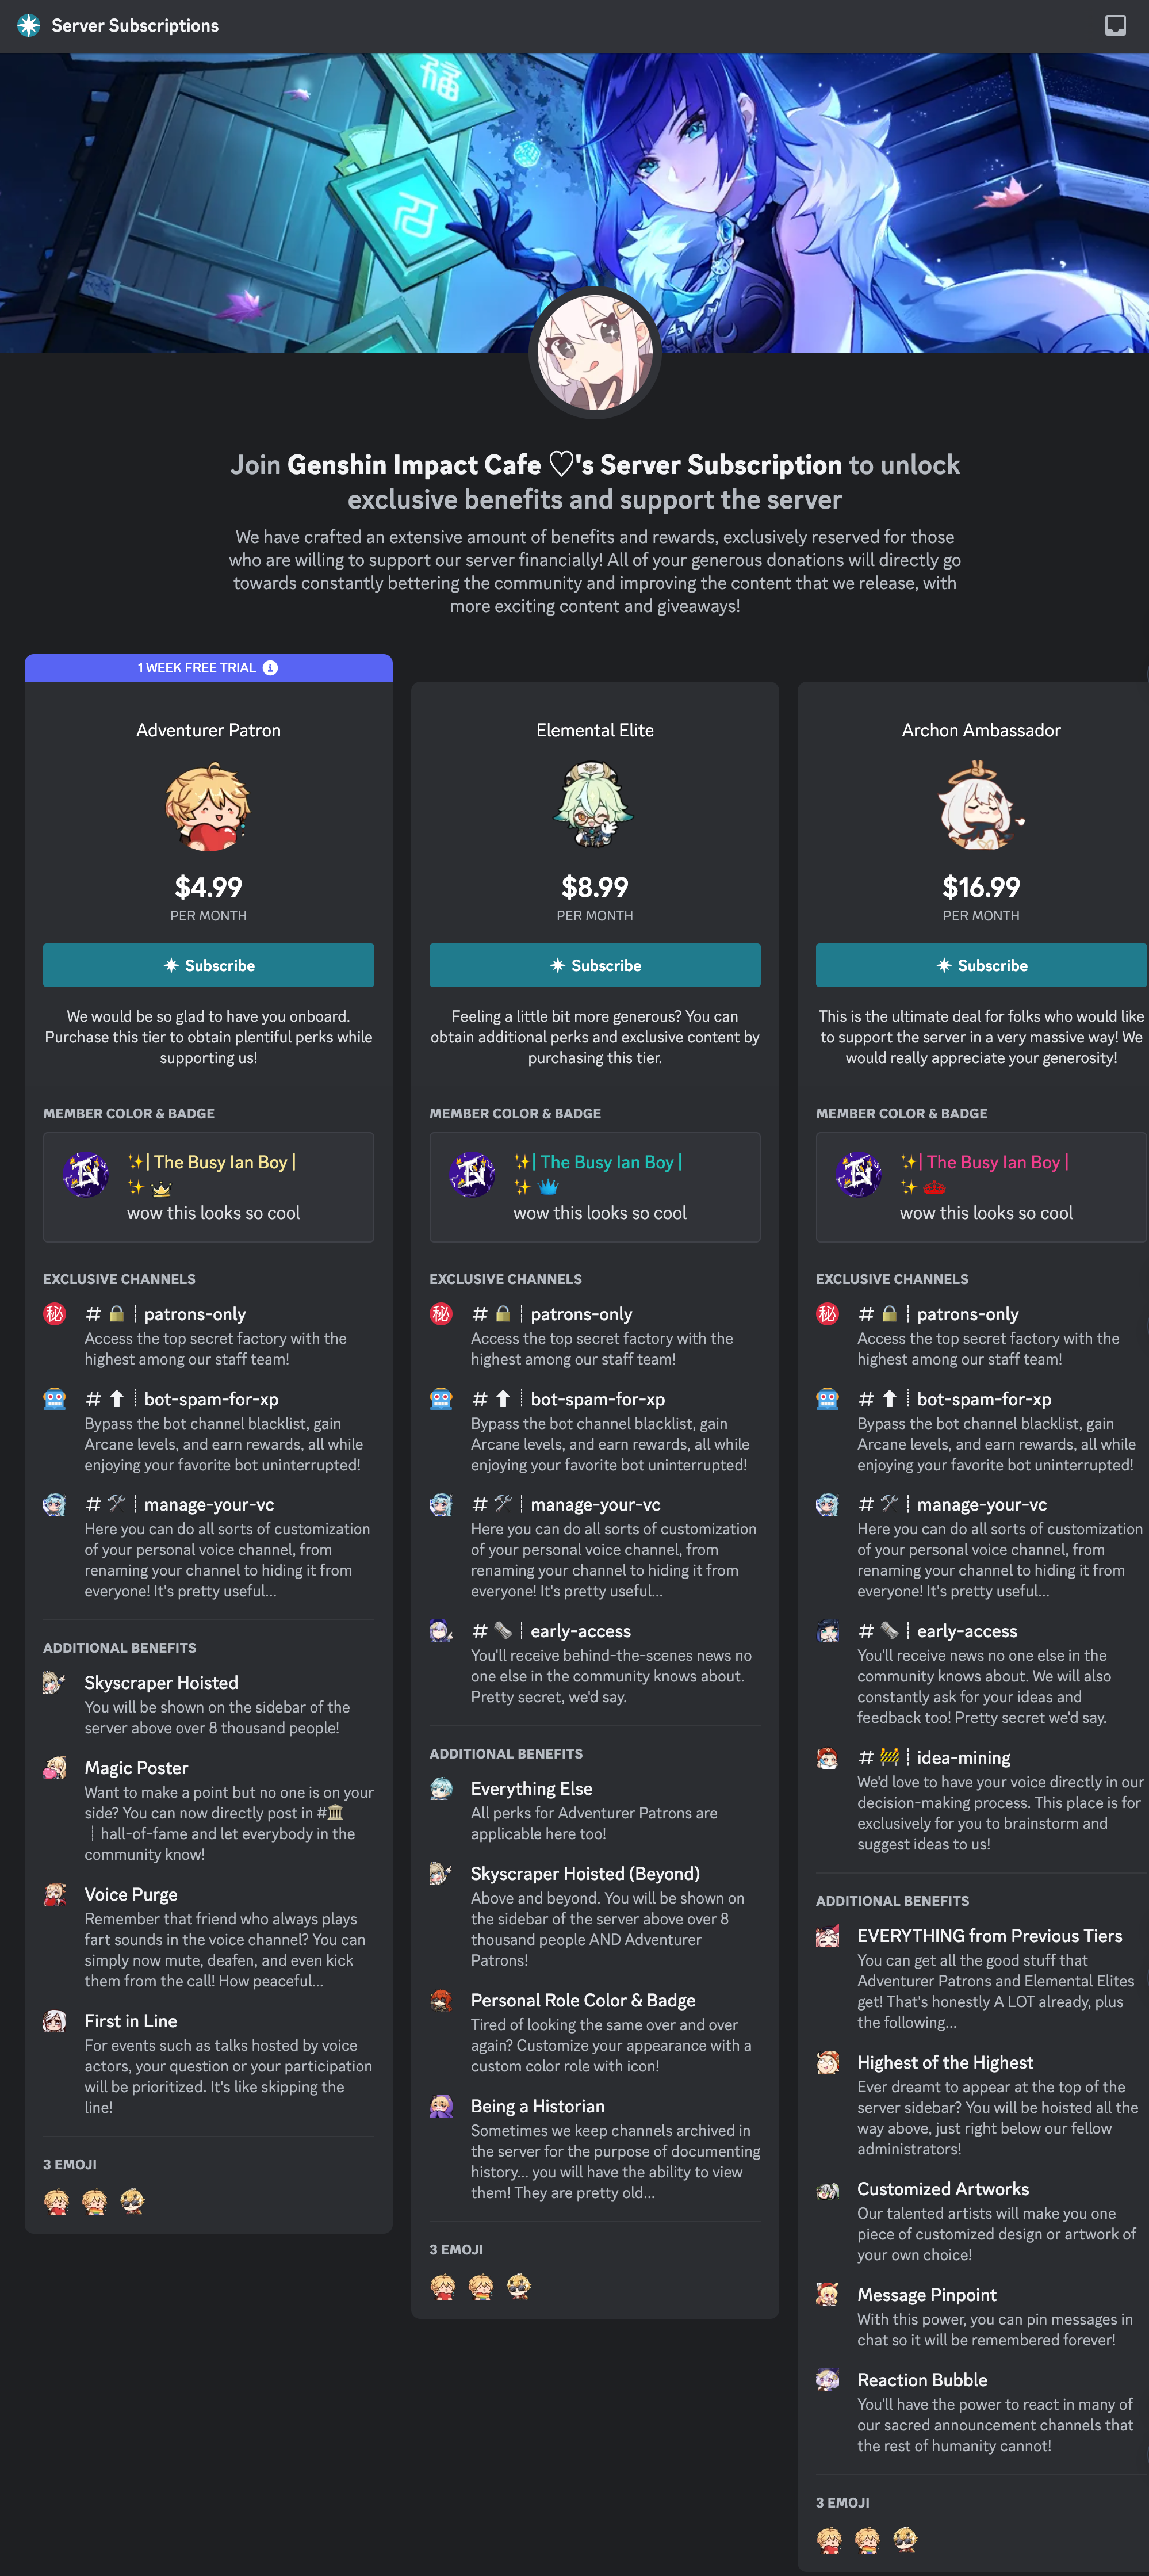 Server Subscriptions
福
Join Genshin Impact Cafe ♡'s Server Subscription to unlock
exclusive benefits and support the server
We have crafted an extensive amount of benefits and rewards, exclusively reserved for those
who are willing to support our server financially! All of your generous donations will directly go
towards constantly bettering the community and improving the content that we release, with
more exciting content and giveaways!
1 WEEK FREE TRIAL
Adventurer Patron
$4.99
PER MONTH
Subscribe
We would be so glad to have you onboard.
Purchase this tier to obtain plentiful perks while
supporting us!
MEMBER COLOR & BADGE
✨| The Busy Ian Boy |
✨
wow this looks so cool
EXCLUSIVE CHANNELS
㊙ # 🔒┊patrons-only
Access the top secret factory with the
highest among our staff team!
# ⬆┊bot-spam-for-xp
Bypass the bot channel blacklist, gain
Arcane levels, and earn rewards, all while
enjoying your favorite bot uninterrupted!
# 🛠┊manage-your-vc
Here you can do all sorts of customization
of your personal voice channel, from
renaming your channel to hiding it from
everyone! It's pretty useful...
ADDITIONAL BENEFITS
Skyscraper Hoisted
You will be shown on the sidebar of the
server above over 8 thousand people!
Magic Poster
Want to make a point but no one is on your
side? You can now directly post in #🏛
┊hall-of-fame and let everybody in the
community know!
Voice Purge
Remember that friend who always plays
fart sounds in the voice channel? You can
simply now mute, deafen, and even kick
them from the call! How peaceful...
First in Line
For events such as talks hosted by voice
actors, your question or your participation
will be prioritized. It's like skipping the
line!
3 EMOJI
Elemental Elite
$8.99
PER MONTH
Subscribe
Feeling a little bit more generous? You can
obtain additional perks and exclusive content by
purchasing this tier.
MEMBER COLOR & BADGE
✨| The Busy Ian Boy |
✨
wow this looks so cool
EXCLUSIVE CHANNELS
㊙ # 🔒┊patrons-only
Access the top secret factory with the
highest among our staff team!
# ⬆┊bot-spam-for-xp
Bypass the bot channel blacklist, gain
Arcane levels, and earn rewards, all while
enjoying your favorite bot uninterrupted!
# 🛠┊manage-your-vc
Here you can do all sorts of customization
of your personal voice channel, from
renaming your channel to hiding it from
everyone! It's pretty useful...
# 🗞┊early-access
You'll receive behind-the-scenes news no
one else in the community knows about.
Pretty secret, we'd say.
ADDITIONAL BENEFITS
Everything Else
All perks for Adventurer Patrons are
applicable here too!
Skyscraper Hoisted (Beyond)
Above and beyond. You will be shown on
the sidebar of the server above over 8
thousand people AND Adventurer
Patrons!
Personal Role Color & Badge
Tired of looking the same over and over
again? Customize your appearance with a
custom color role with icon!
Being a Historian
Sometimes we keep channels archived in
the server for the purpose of documenting
history... you will have the ability to view
them! They are pretty old...
3 EMOJI
Archon Ambassador
$16.99
PER MONTH
Subscribe
This is the ultimate deal for folks who would like
to support the server in a very massive way! We
would really appreciate your generosity!
MEMBER COLOR & BADGE
✨| The Busy Ian Boy |
✨
wow this looks so cool
EXCLUSIVE CHANNELS
㊙ # 🔒┊patrons-only
Access the top secret factory with the
highest among our staff team!
# ⬆┊bot-spam-for-xp
Bypass the bot channel blacklist, gain
Arcane levels, and earn rewards, all while
enjoying your favorite bot uninterrupted!
# 🛠┊manage-your-vc
Here you can do all sorts of customization
of your personal voice channel, from
renaming your channel to hiding it from
everyone! It's pretty useful...
# 🗞┊early-access
You'll receive news no one else in the
community knows about. We will also
constantly ask for your ideas and
feedback too! Pretty secret we'd say.
# 🚧┊idea-mining
We'd love to have your voice directly in our
decision-making process. This place is for
exclusively for you to brainstorm and
suggest ideas to us!
ADDITIONAL BENEFITS
EVERYTHING from Previous Tiers
You can get all the good stuff that
Adventurer Patrons and Elemental Elites
get! That's honestly A LOT already, plus
the following...
Highest of the Highest
Ever dreamt to appear at the top of the
server sidebar? You will be hoisted all the
way above, just right below our fellow
administrators!
Customized Artworks
Our talented artists will make you one
piece of customized design or artwork of
your own choice!
Message Pinpoint
With this power, you can pin messages in
chat so it will be remembered forever!
Reaction Bubble
You'll have the power to react in many of
our sacred announcement channels that
the rest of humanity cannot!
3 EMOJI